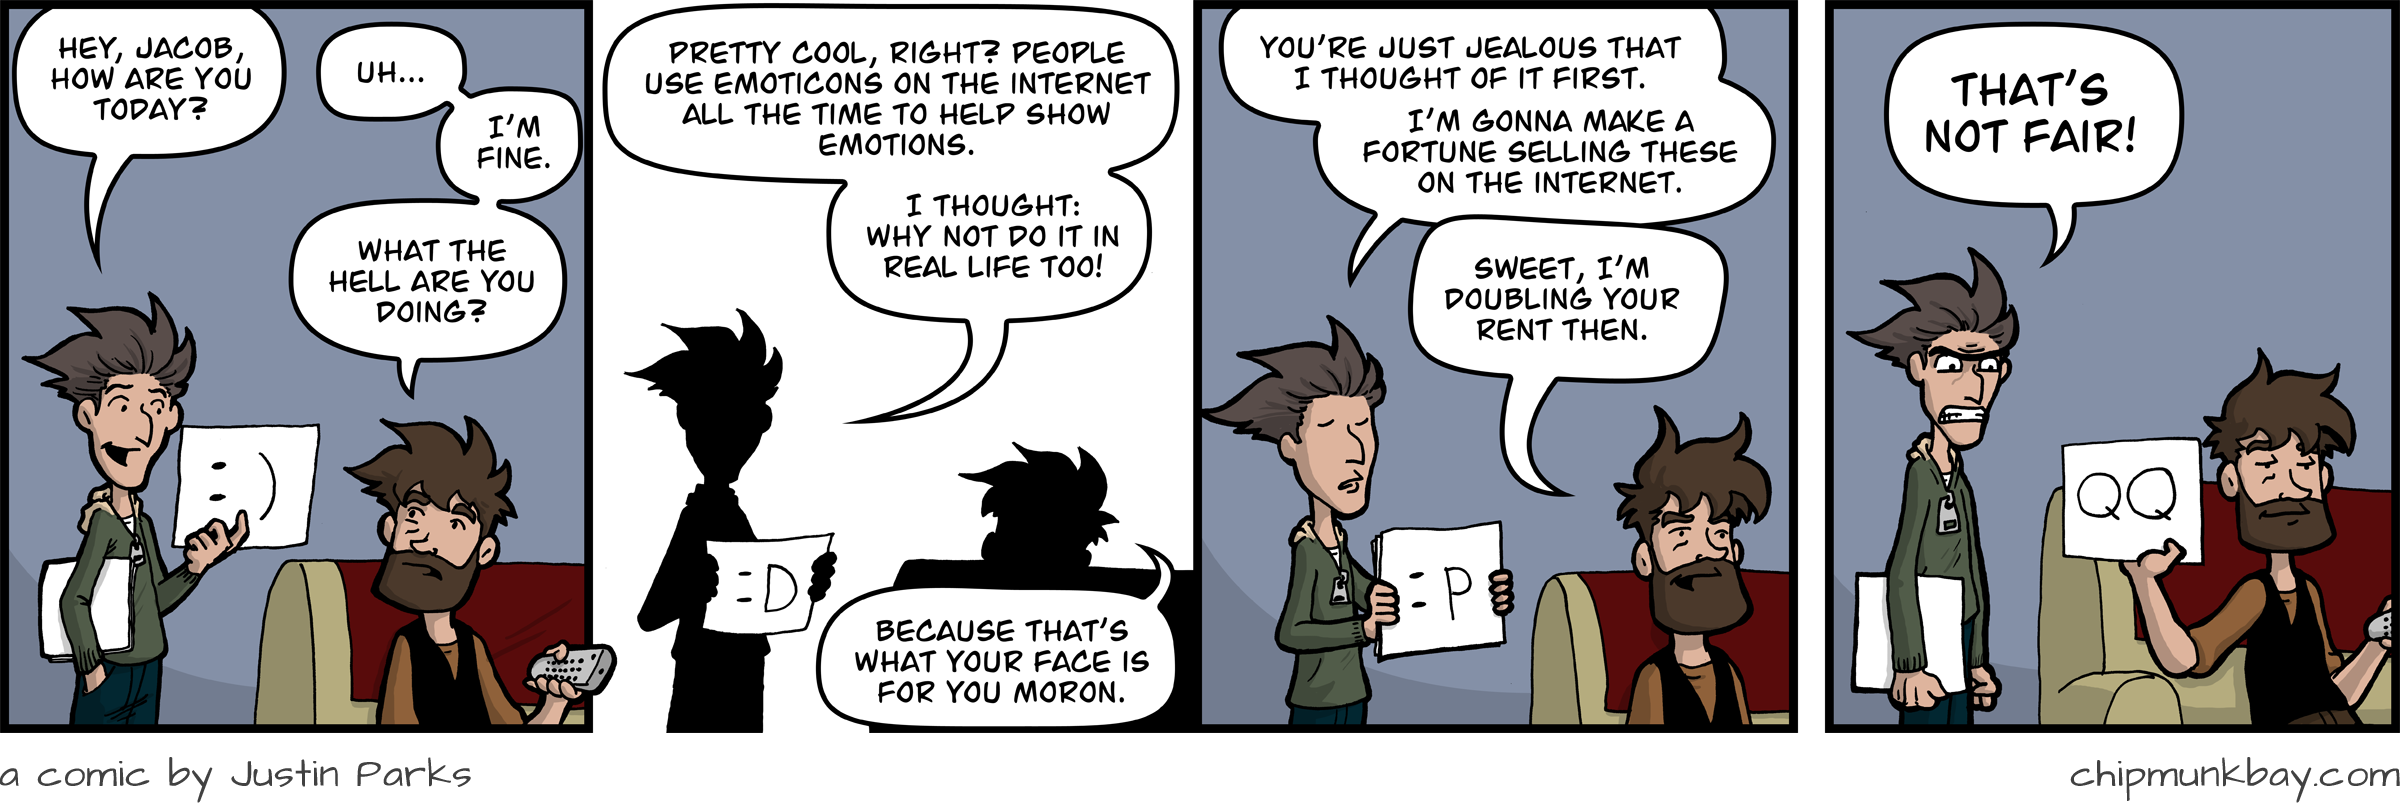 HEY, JACOB,
HOW ARE YOU
TODAY?
UH...
I'M
FINE.
WHAT THE
HELL ARE YOU
DOING?
:)
PRETTY COOL, RIGHT? PEOPLE
USE EMOTICONS ON THE INTERNET
ALL THE TIME TO HELP SHOW
EMOTIONS.
I THOUGHT:
WHY NOT DO IT IN
REAL LIFE TOO!
:D
BECAUSE THAT'S
WHAT YOUR FACE IS
FOR YOU MORON.
YOU'RE JUST JEALOUS THAT
I THOUGHT OF IT FIRST.
I'M GONNA MAKE A
FORTUNE SELLING THESE
ON THE INTERNET.
SWEET, I'M
DOUBLING YOUR
RENT THEN.
:P
THAT'S
NOT FAIR!
QQ
a comic by Justin Parks
chipmunkbay.com